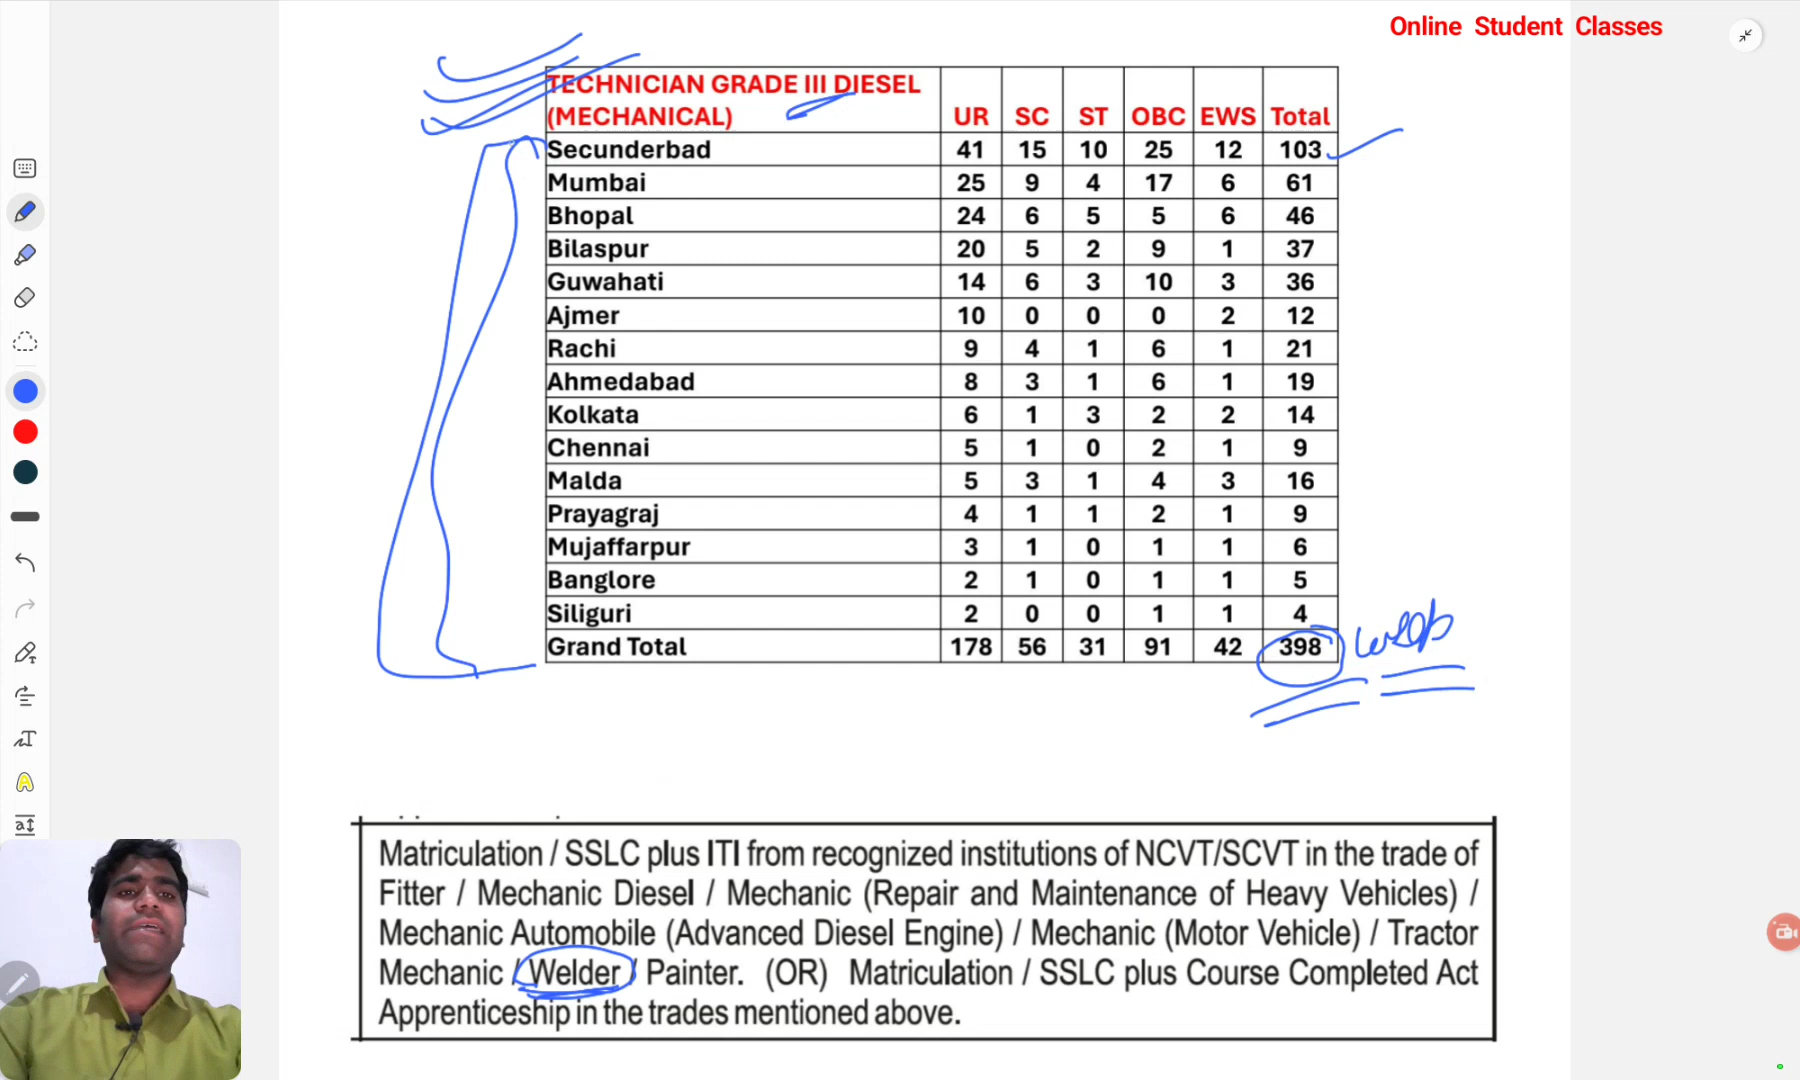 Online Student Classes
TECHNICIAN GRADE III DIESEL
(MECHANICAL) UR SC ST OBC EWS Total
Secunderbad 41 15 10 25 12 103
Mumbai 25 9 4 17 6 61
Bhopal 24 6 5 5 6 46
Bilaspur 20 5 2 9 1 37
Guwahati 14 6 3 10 3 36
Ajmer 10 0 0 0 2 12
Rachi 9 4 1 6 1 21
Ahmedabad 8 3 1 6 1 19
Kolkata 6 1 3 2 2 14
Chennai 5 1 0 2 1 9
Malda 5 3 1 4 3 16
Prayagraj 4 1 1 2 1 9
Mujaffarpur 3 1 0 1 1 6
Banglore 2 1 0 1 1 5
Siliguri 2 0 0 1 1 4
Grand Total 178 56 31 91 42 398
Matriculation / SSLC plus ITI from recognized institutions of NCVT/SCVT in the trade of
Fitter / Mechanic Diesel / Mechanic (Repair and Maintenance of Heavy Vehicles) /
Mechanic Automobile (Advanced Diesel Engine) / Mechanic (Motor Vehicle) / Tractor
Mechanic / Welder / Painter. (OR) Matriculation / SSLC plus Course Completed Act
Apprenticeship in the trades mentioned above.